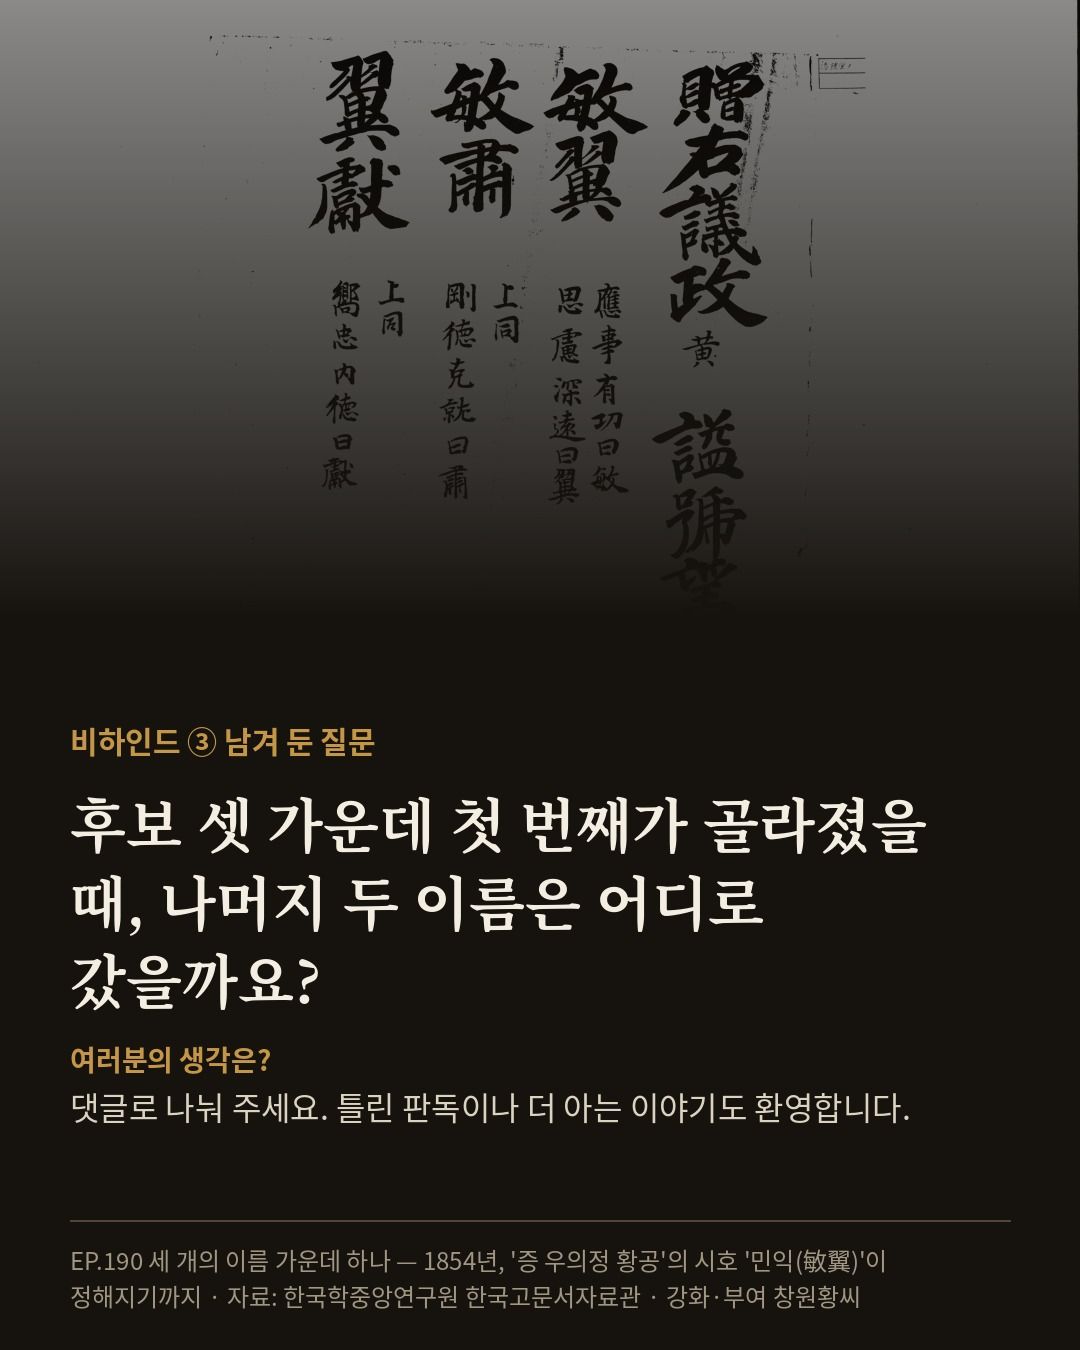 贈右議政黃 諡號望
敏翼 應事有功曰敏
思慮深遠曰翼
敏肅 上同
剛德克就曰肅
翼獻 上同
嚮忠內德曰獻
비하인드 ③ 남겨 둔 질문
후보 셋 가운데 첫 번째가 골라졌을
때, 나머지 두 이름은 어디로
갔을까요?
여러분의 생각은?
댓글로 나눠 주세요. 틀린 판독이나 더 아는 이야기도 환영합니다.
EP.190 세 개의 이름 가운데 하나 — 1854년, '증 우의정 황공'의 시호 '민익(敏翼)'이
정해지기까지 · 자료: 한국학중앙연구원 한국고문서자료관 · 강화·부여 창원황씨